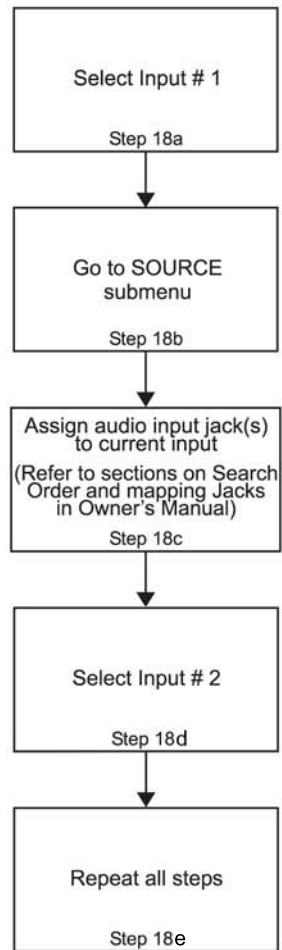 Select Input # 1
Step 18a
Go to SOURCE
submenu
Step 18b
Assign audio input jack(s)
to current input
(Refer to sections on Search
Order and mapping Jacks
in Owner's Manual)
Step 18c
Select Input # 2
Step 18d
Repeat all steps
Step 18e